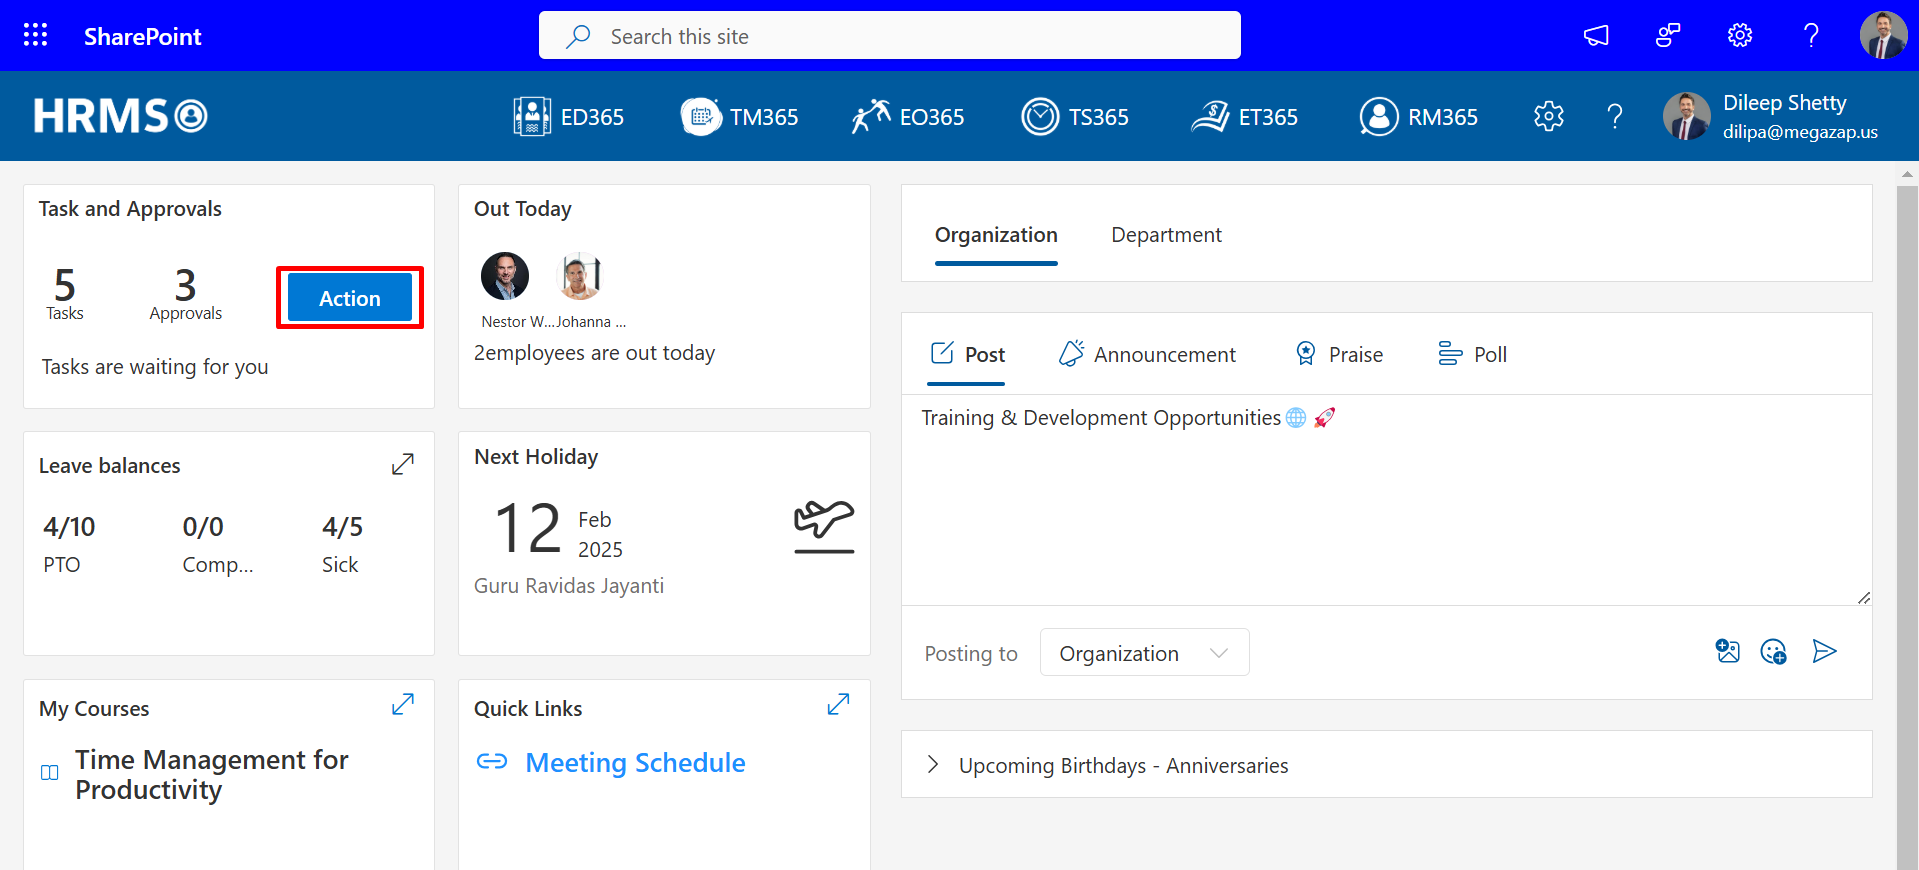 SharePoint
Search this site
HRMS
ED365
TM365
EO365
TS365
ET365
RM365
Dileep Shetty
dilipa@megazap.us
Task and Approvals
5
Tasks
3
Approvals
Action
Tasks are waiting for you
Out Today
Nestor W...
Johanna ...
2employees are out today
Organization
Department
Post
Announcement
Praise
Poll
Training & Development Opportunities🌐 🚀
Posting to
Organization
Leave balances
4/10
PTO
0/0
Comp...
4/5
Sick
Next Holiday
12
Feb
2025
Guru Ravidas Jayanti
My Courses
Time Management for
Productivity
Quick Links
Meeting Schedule
Upcoming Birthdays - Anniversaries